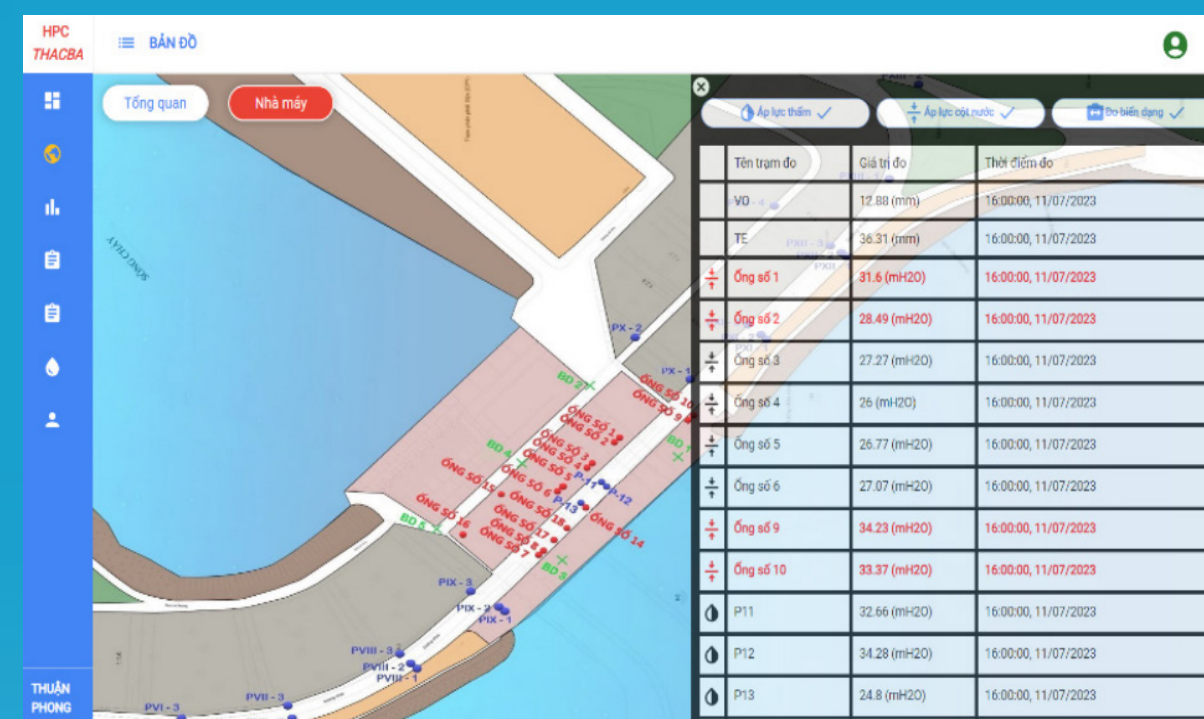 HPC
THACBA
BẢN ĐỒ
Tổng quan
Nhà máy
Áp lực thấm
Áp lực cột nước
Đo biến dạng
Tên trạm đo Giá trị đo Thời điểm đo
VO 12.88 (mm) 16:00:00, 11/07/2023
TE 36.31 (mm) 16:00:00, 11/07/2023
Ống số 1 31.6 (mH2O) 16:00:00, 11/07/2023
Ống số 2 28.49 (mH2O) 16:00:00, 11/07/2023
Ống số 3 27.27 (mH2O) 16:00:00, 11/07/2023
Ống số 4 26 (mH2O) 16:00:00, 11/07/2023
Ống số 5 26.77 (mH2O) 16:00:00, 11/07/2023
Ống số 6 27.07 (mH2O) 16:00:00, 11/07/2023
Ống số 9 34.23 (mH2O) 16:00:00, 11/07/2023
Ống số 10 33.37 (mH2O) 16:00:00, 11/07/2023
P11 32.66 (mH2O) 16:00:00, 11/07/2023
P12 34.28 (mH2O) 16:00:00, 11/07/2023
P13 24.8 (mH2O) 16:00:00, 11/07/2023
SÔNG CHẢY
PX - 2
PX - 1
BD 2
ỐNG SỐ 10
ỐNG SỐ 9
ỐNG SỐ 1
ỐNG SỐ 2
BD 1
BD 4
ỐNG SỐ 3
ỐNG SỐ 4
ỐNG SỐ 5
ỐNG SỐ 6
P-11
P-12
P-13
ỐNG SỐ 15
ỐNG SỐ 16
BD 5
ỐNG SỐ 18
ỐNG SỐ 17
ỐNG SỐ 8
ỐNG SỐ 7
ỐNG SỐ 14
BD 3
PIX - 3
PIX - 2
PIX - 1
PVIII - 3
PVIII - 2
PVIII - 1
PVII - 3
PVI - 3
THUẬN
PHONG